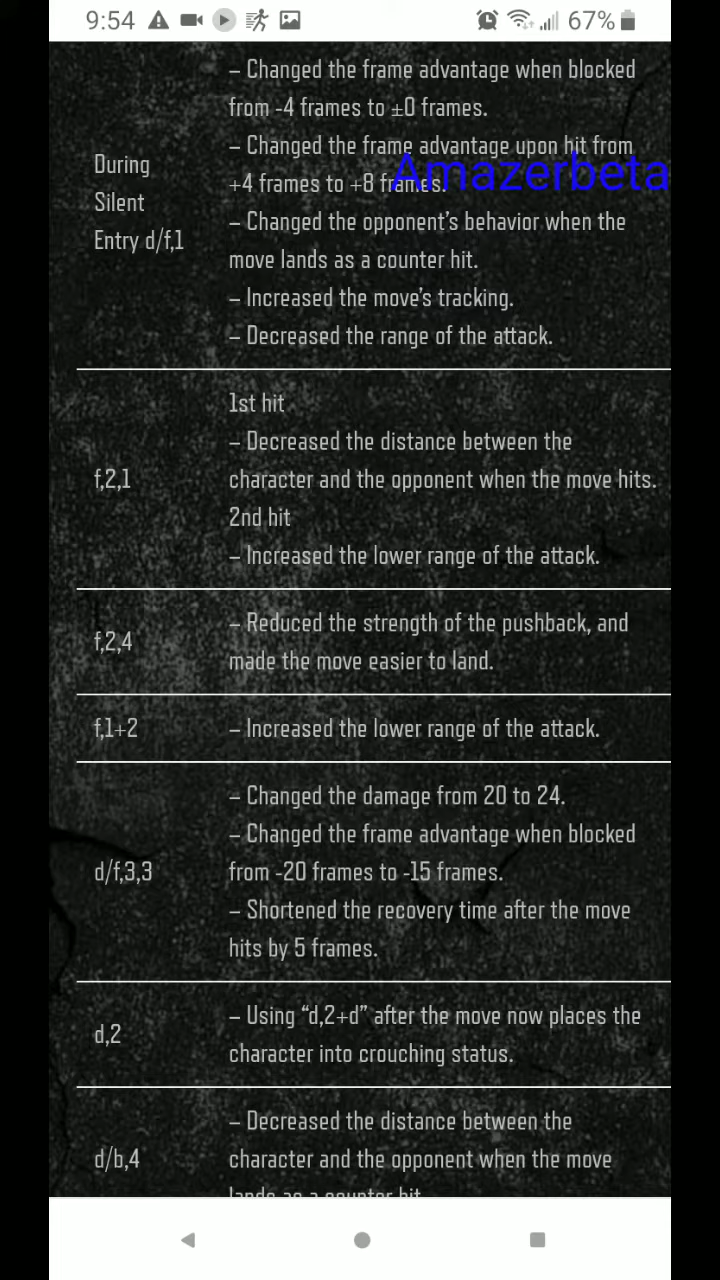 9:54
67%
– Changed the frame advantage when blocked
from -4 frames to ±0 frames.
– Changed the frame advantage upon hit from
+4 frames to +8 frames.
Amazerbeta
– Changed the opponent’s behavior when the
move lands as a counter hit.
– Increased the move’s tracking.
– Decreased the range of the attack.
During
Silent
Entry d/f,1
1st hit
– Decreased the distance between the
character and the opponent when the move hits.
2nd hit
– Increased the lower range of the attack.
f,2,1
– Reduced the strength of the pushback, and
made the move easier to land.
f,2,4
f,1+2
– Increased the lower range of the attack.
– Changed the damage from 20 to 24.
– Changed the frame advantage when blocked
from -20 frames to -15 frames.
– Shortened the recovery time after the move
hits by 5 frames.
d/f,3,3
– Using “d,2+d” after the move now places the
character into crouching status.
d,2
– Decreased the distance between the
character and the opponent when the move
lands as a counter hit
d/b,4